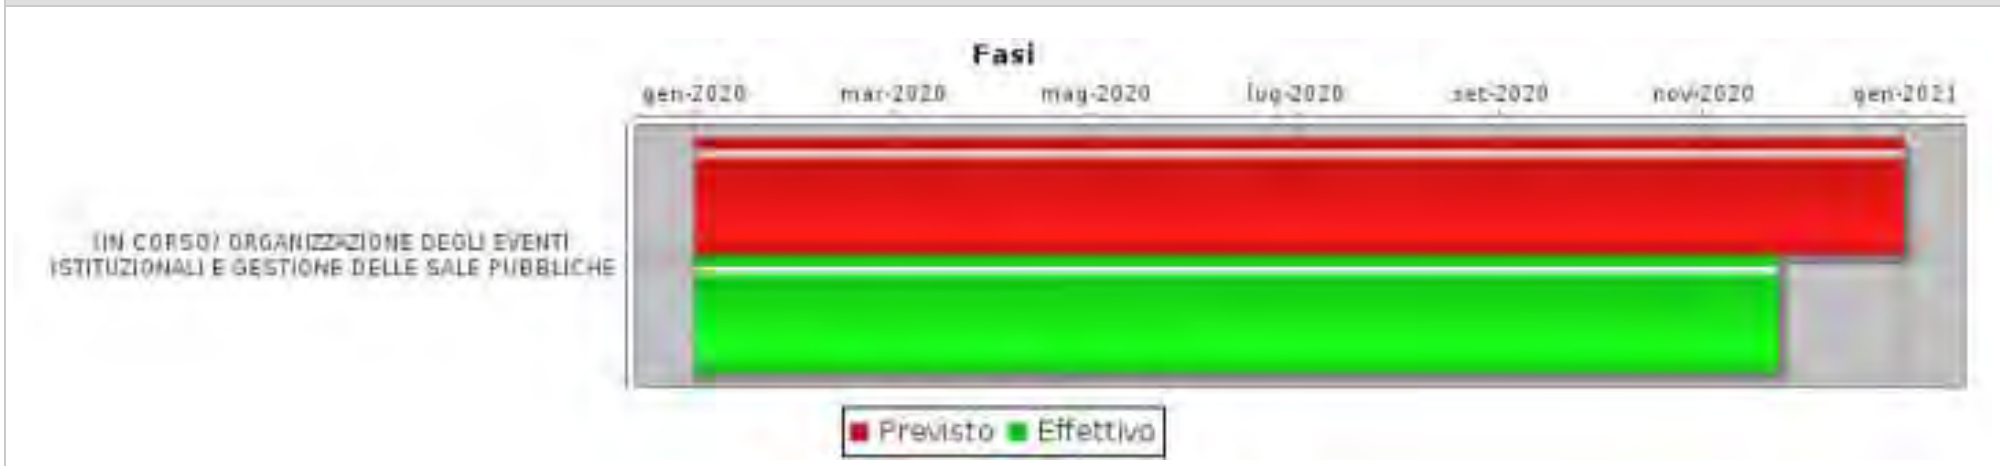 Fasi
gen-2020 mar-2020 mag-2020 lug-2020 set-2020 nov-2020 gen-2021
(IN CORSO) ORGANIZZAZIONE DEGLI EVENTI
ISTITUZIONALI E GESTIONE DELLE SALE PUBBLICHE
Previsto Effettivo